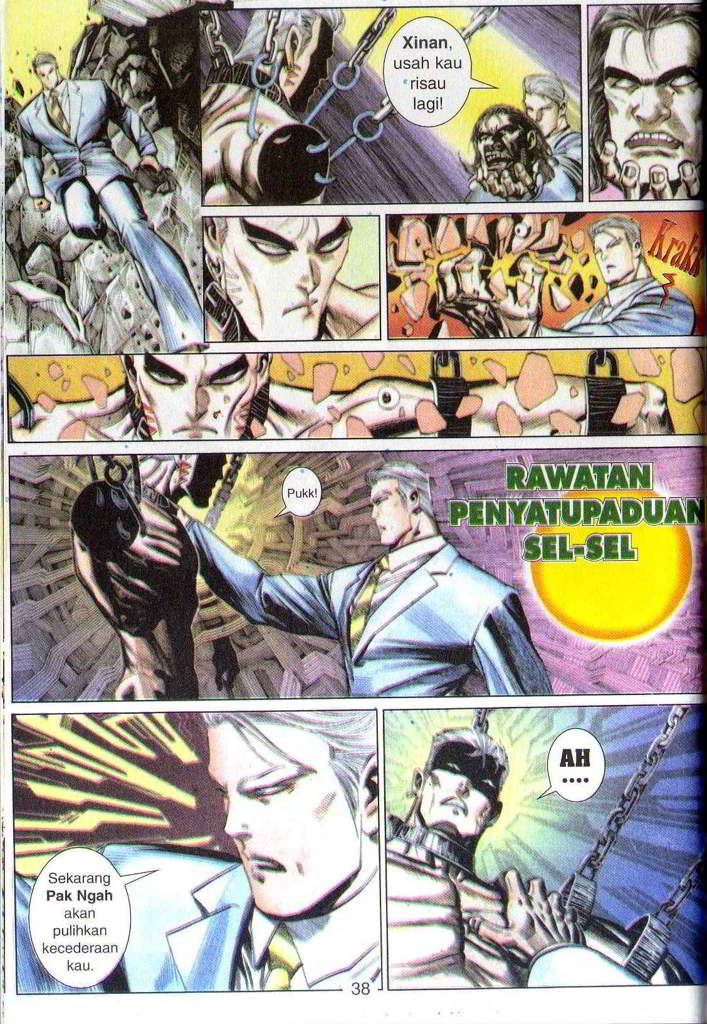 Xinan,
usah kau
risau
lagi!
Krakk
Pukk!
RAWATAN
PENYATUPADUAN
SEL-SEL
Sekarang
Pak Ngah
akan
pulihkan
kecederaan
kau.
AH
....
38